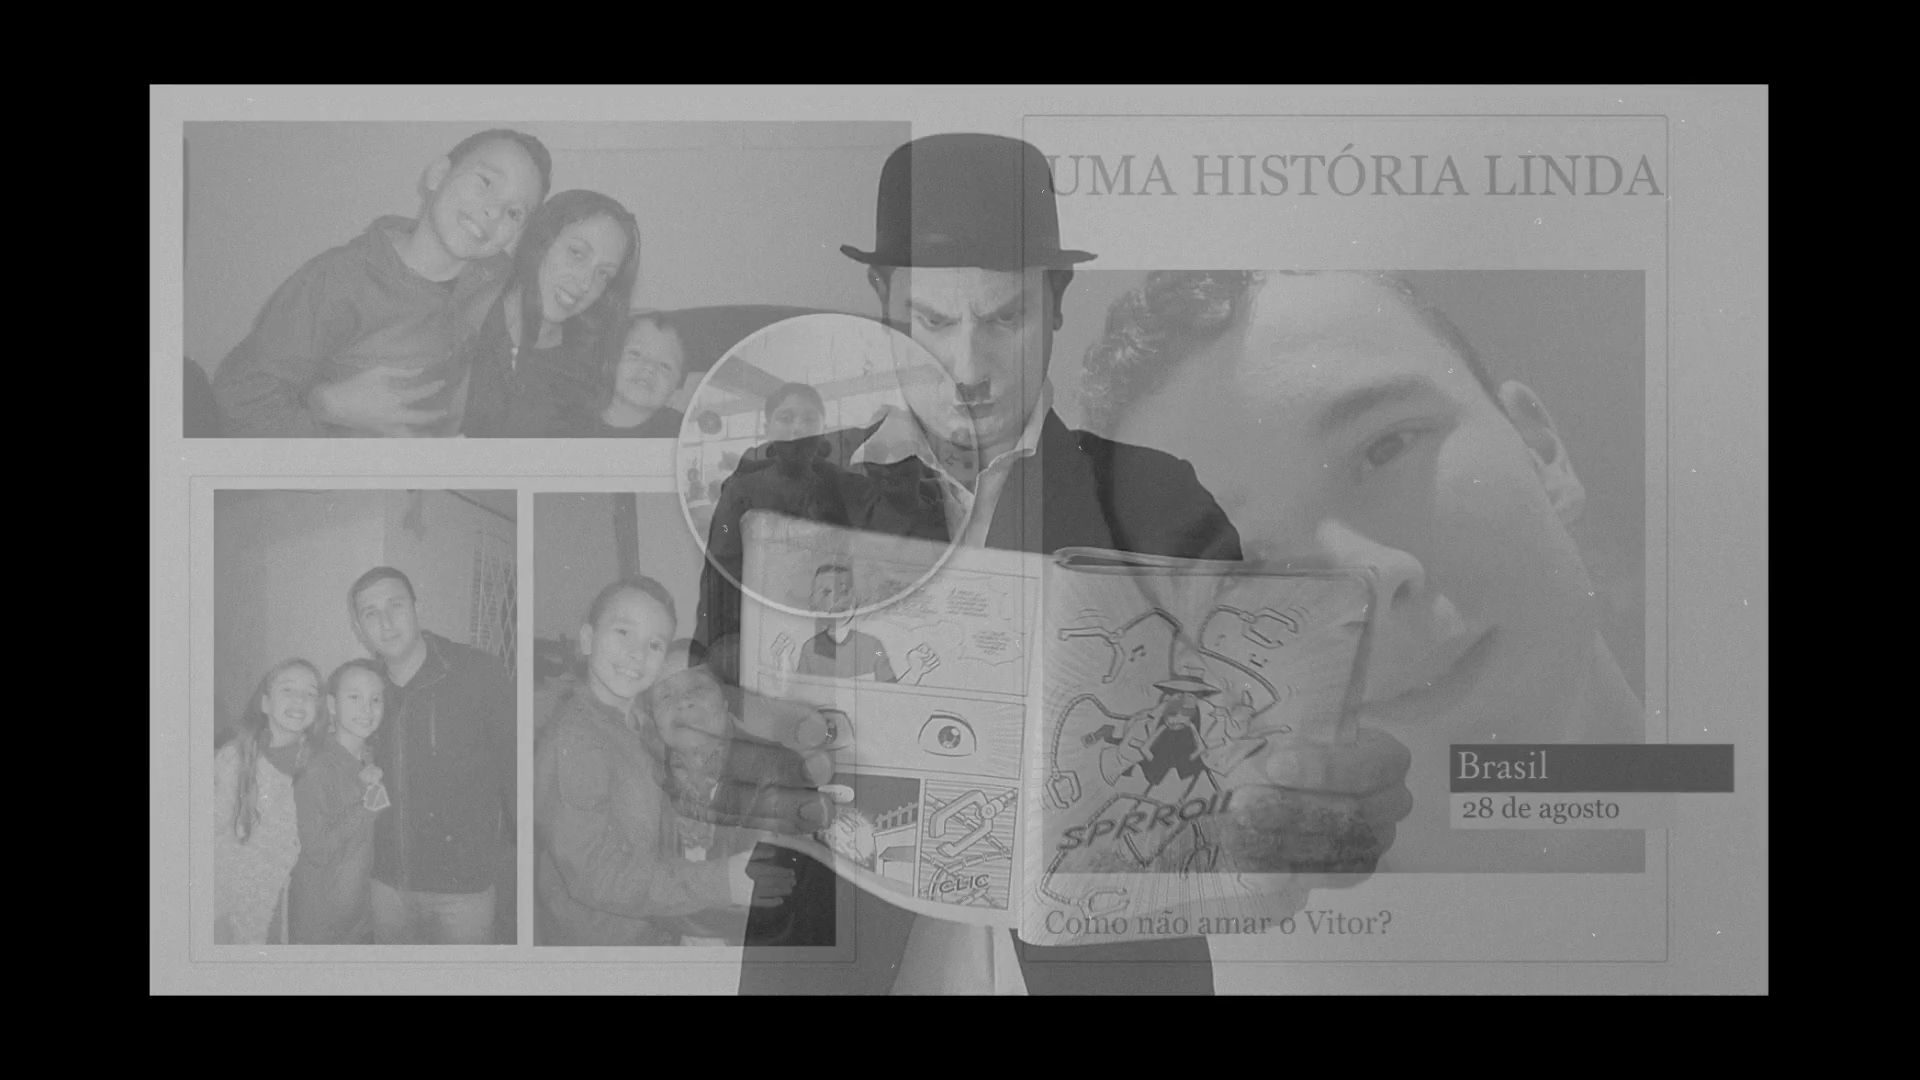 UMA HISTÓRIA LINDA
Brasil
28 de agosto
SPRROII
CLIC
Como não amar o Vitor?